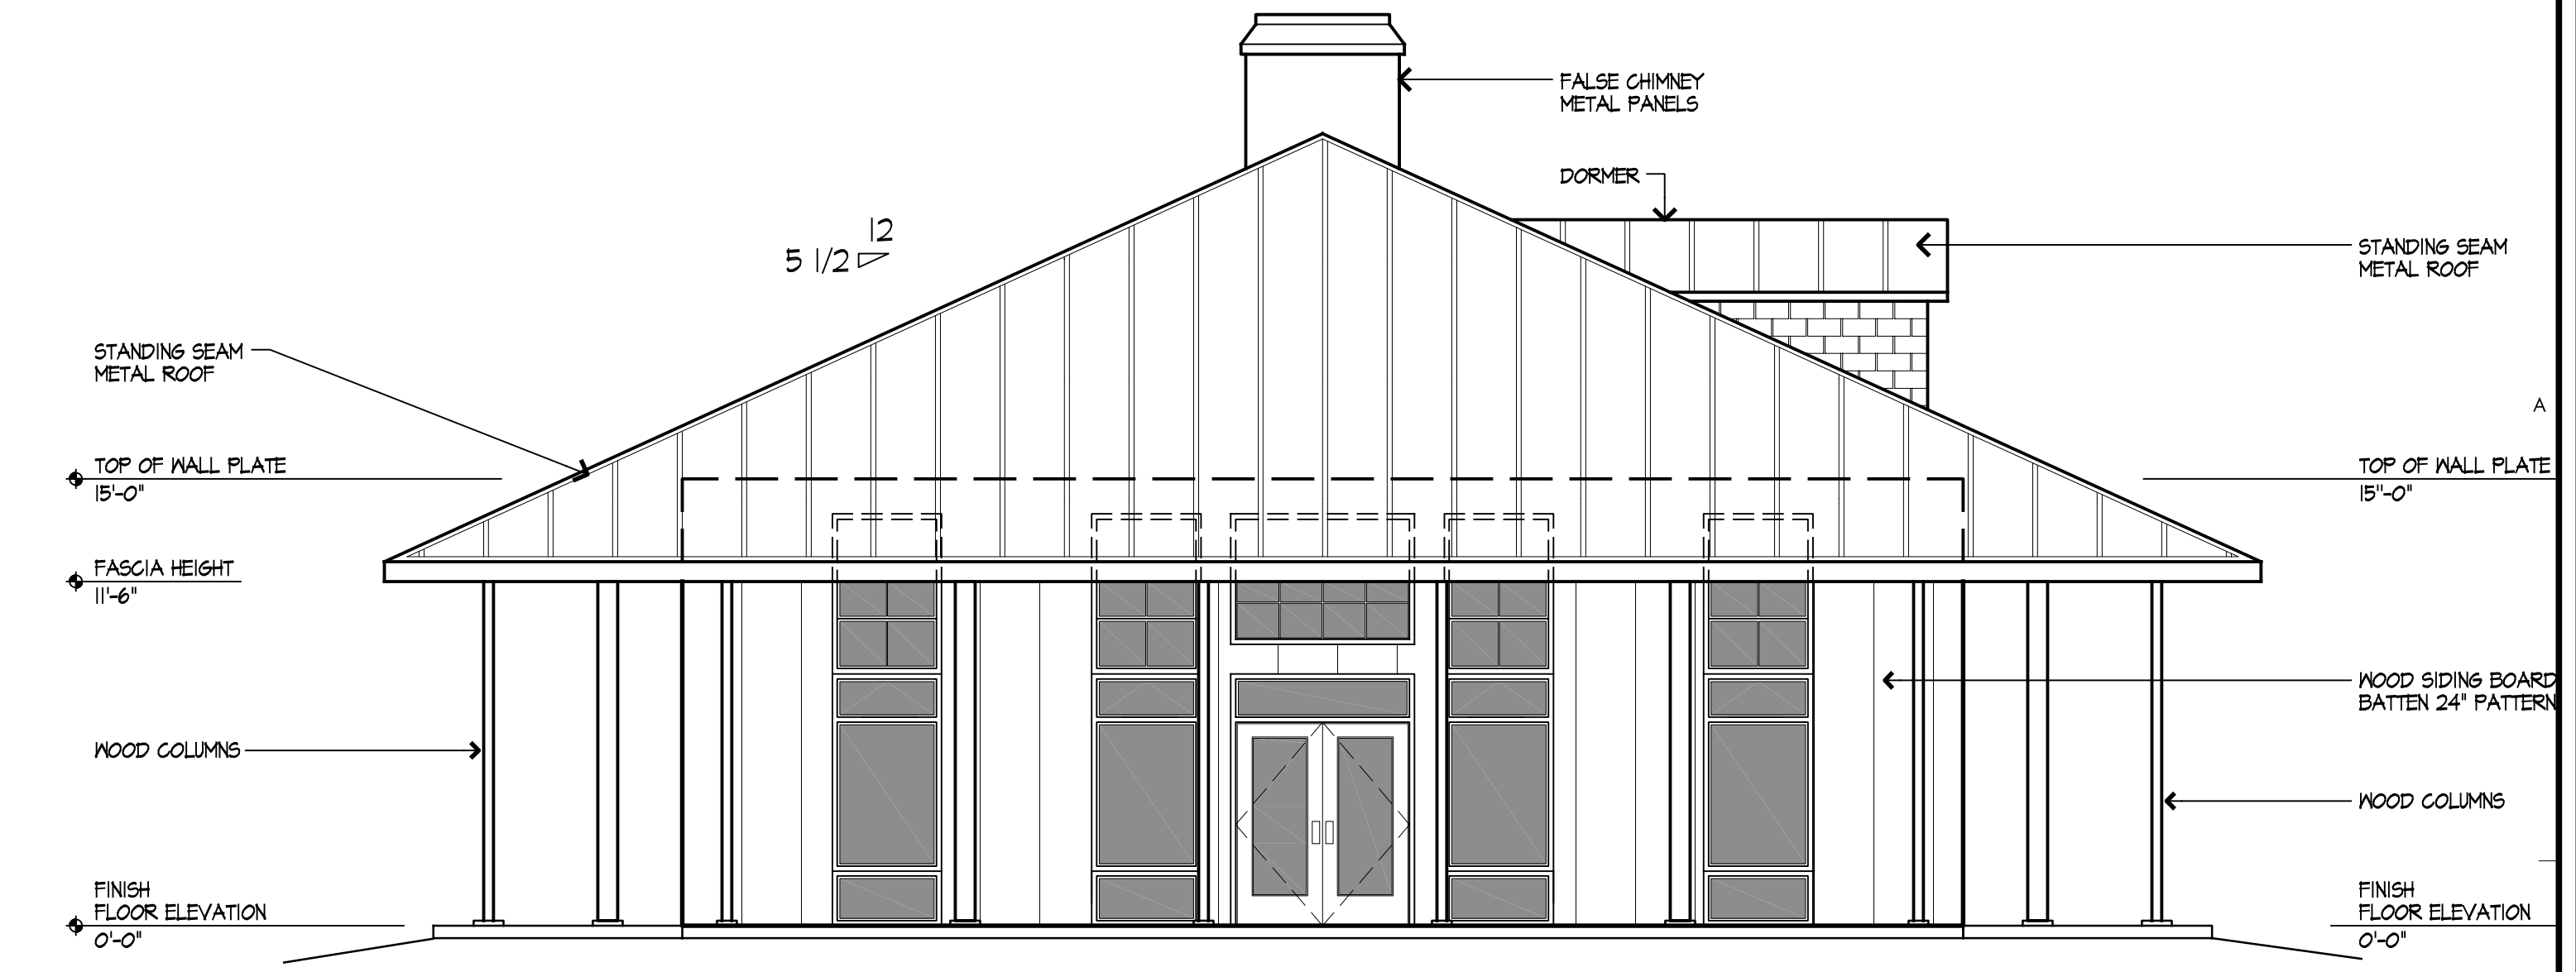 FALSE CHIMNEY
METAL PANELS
DORMER
12
5 1/2
STANDING SEAM
METAL ROOF
STANDING SEAM
METAL ROOF
A
TOP OF WALL PLATE
15'-0"
TOP OF WALL PLATE
15"-0"
FASCIA HEIGHT
11'-6"
WOOD SIDING BOARD
BATTEN 24" PATTERN
WOOD COLUMNS
WOOD COLUMNS
FINISH
FLOOR ELEVATION
0'-0"
FINISH
FLOOR ELEVATION
0'-0"